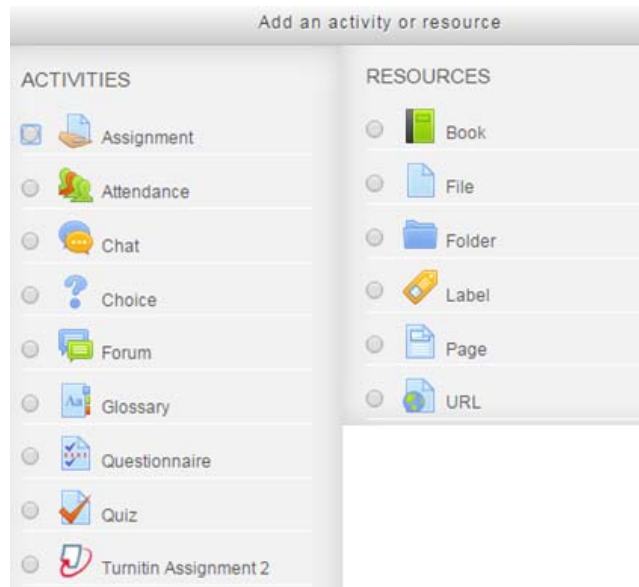 Add an activity or resource
ACTIVITIES
Assignment
Attendance
Chat
Choice
Forum
Glossary
Questionnaire
Quiz
Turnitin Assignment 2
RESOURCES
Book
File
Folder
Label
Page
URL